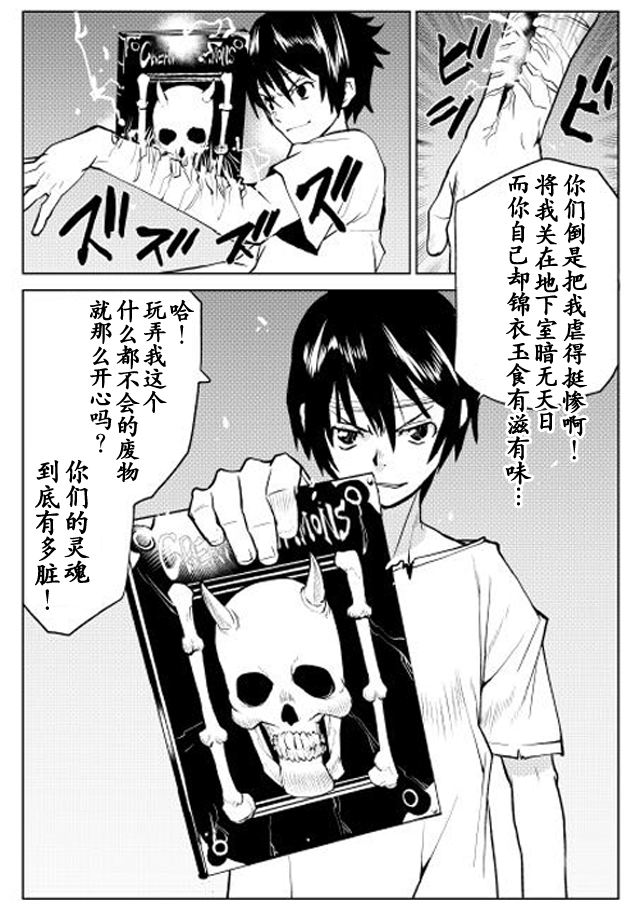 ビビ
你们倒是把我虐得挺惨啊！
将我关在地下室暗无天日
而你自己却锦衣玉食有滋有味…
ズズズズ
哈！
玩弄我这个
什么都不会的废物
就那么开心吗？
你们的灵魂
到底有多脏！